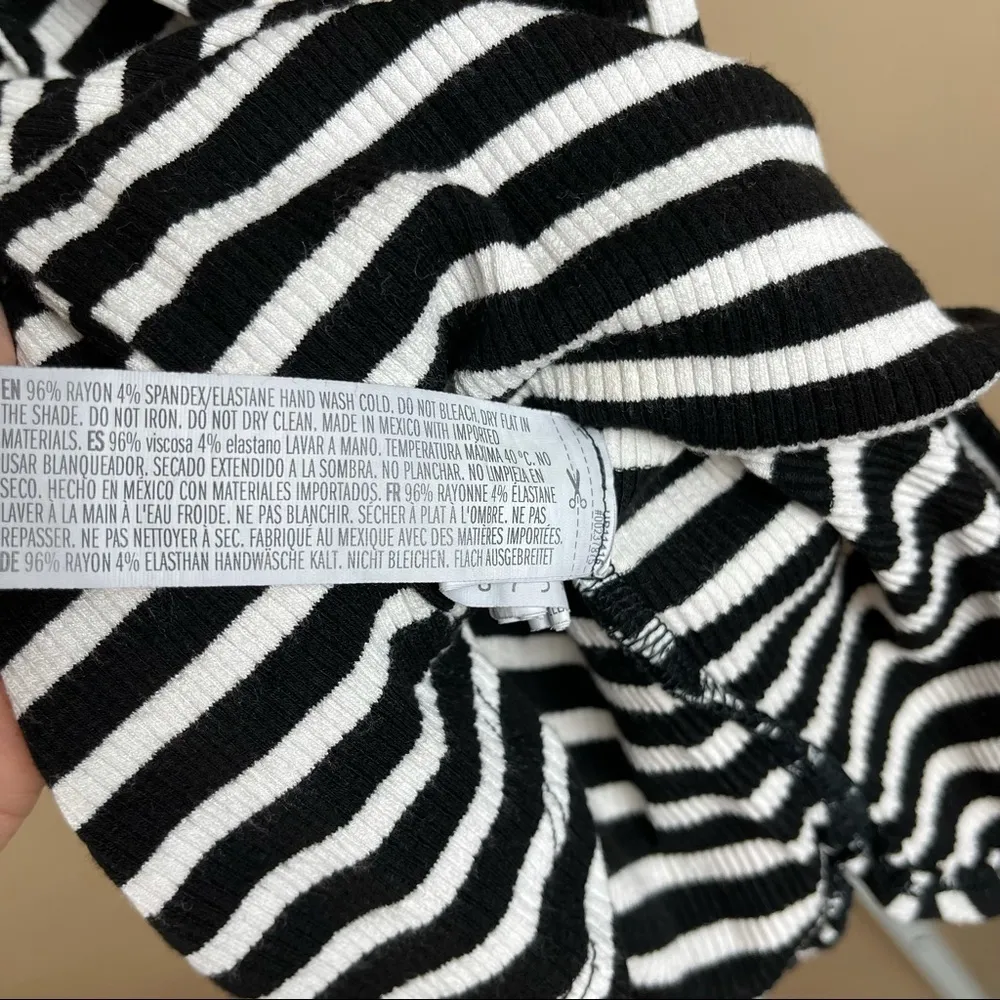 EN 96% RAYON 4% SPANDEX/ELASTANE HAND WASH COLD. DO NOT BLEACH. DRY FLAT IN
THE SHADE. DO NOT IRON. DO NOT DRY CLEAN. MADE IN MEXICO WITH IMPORTED
MATERIALS. ES 96% viscosa 4% elastano LAVAR A MANO. TEMPERATURA MÁXIMA 40 °C. NO
USAR BLANQUEADOR. SECADO EXTENDIDO A LA SOMBRA. NO PLANCHAR. NO LIMPIEZA EN
SECO. HECHO EN MÉXICO CON MATERIALES IMPORTADOS. FR 96% RAYONNE 4% ÉLASTANE
LAVER À LA MAIN À L'EAU FROIDE. NE PAS BLANCHIR. SÉCHER À PLAT À L'OMBRE. NE PAS
REPASSER. NE PAS NETTOYER À SEC. FABRIQUÉ AU MEXIQUE AVEC DES MATIÈRES IMPORTÉES.
DE 96% RAYON 4% ELASTHAN HANDWÄSCHE KALT. NICHT BLEICHEN. FLACH AUSGEBREITET